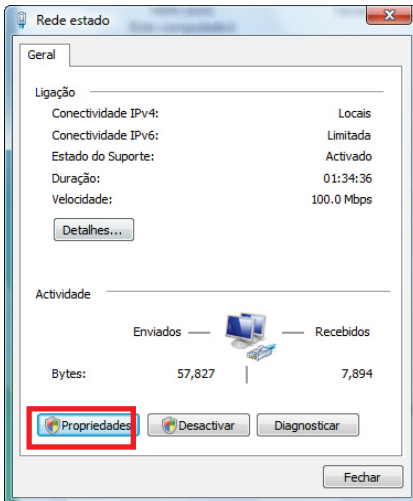 Rede estado
Geral
Ligação
Conectividade IPv4: Locais
Conectividade IPv6: Limitada
Estado do Suporte: Activado
Duração: 01:34:36
Velocidade: 100.0 Mbps
Detalhes...
Actividade
Enviados Recebidos
Bytes: 57,827 7,894
Propriedades Desactivar Diagnosticar
Fechar